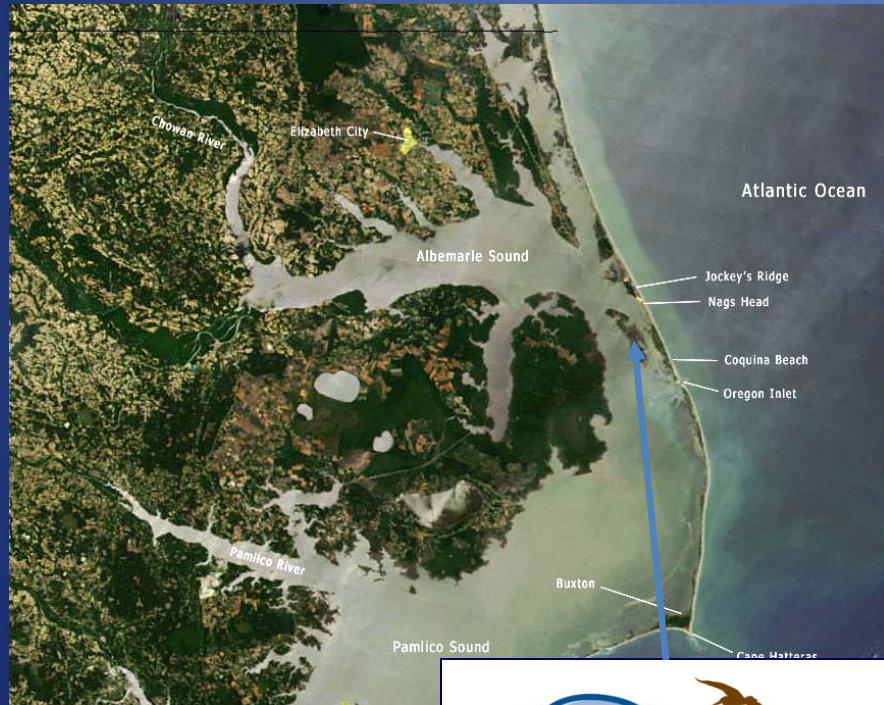 Chowan River
Elizabeth City
Atlantic Ocean
Albemarle Sound
Jockey's Ridge
Nags Head
Coquina Beach
Oregon Inlet
Pamlico River
Buxton
Pamlico Sound
Cape Hatteras